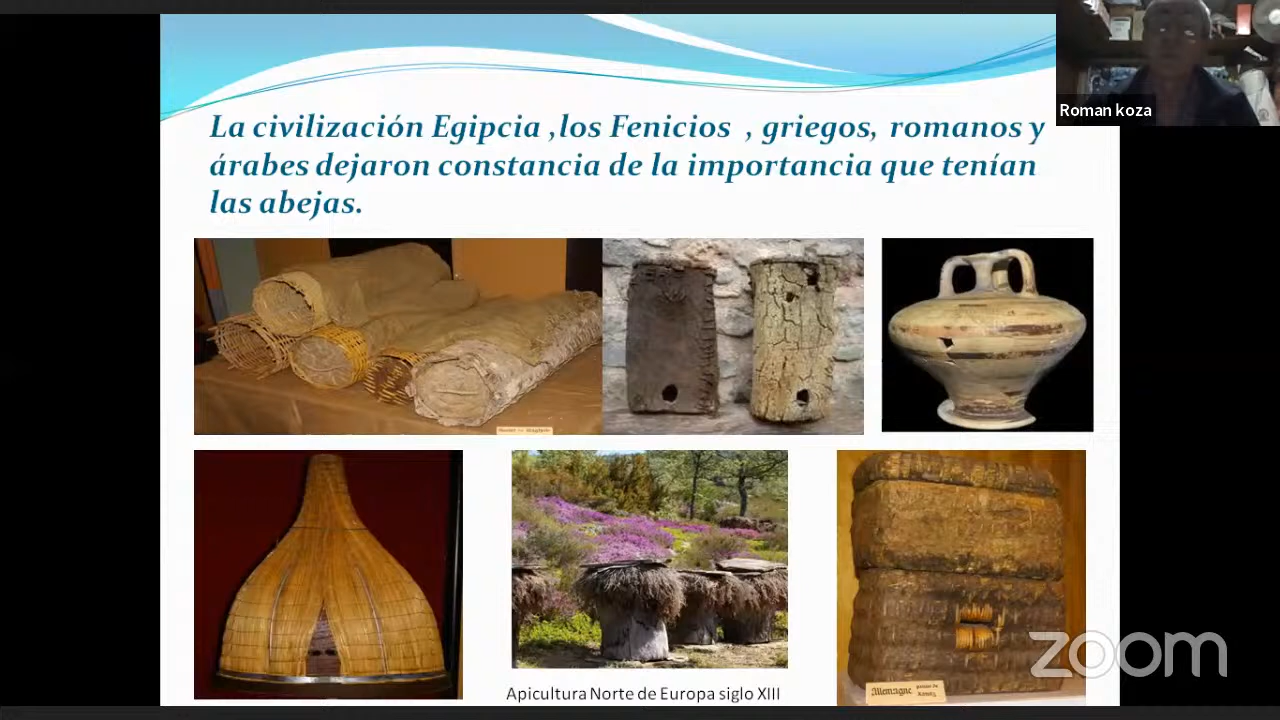 La civilización Egipcia ,los Fenicios , griegos, romanos y
árabes dejaron constancia de la importancia que tenían
las abejas.
Roman koza
Apicultura Norte de Europa siglo XIII
Allemagne
zoom